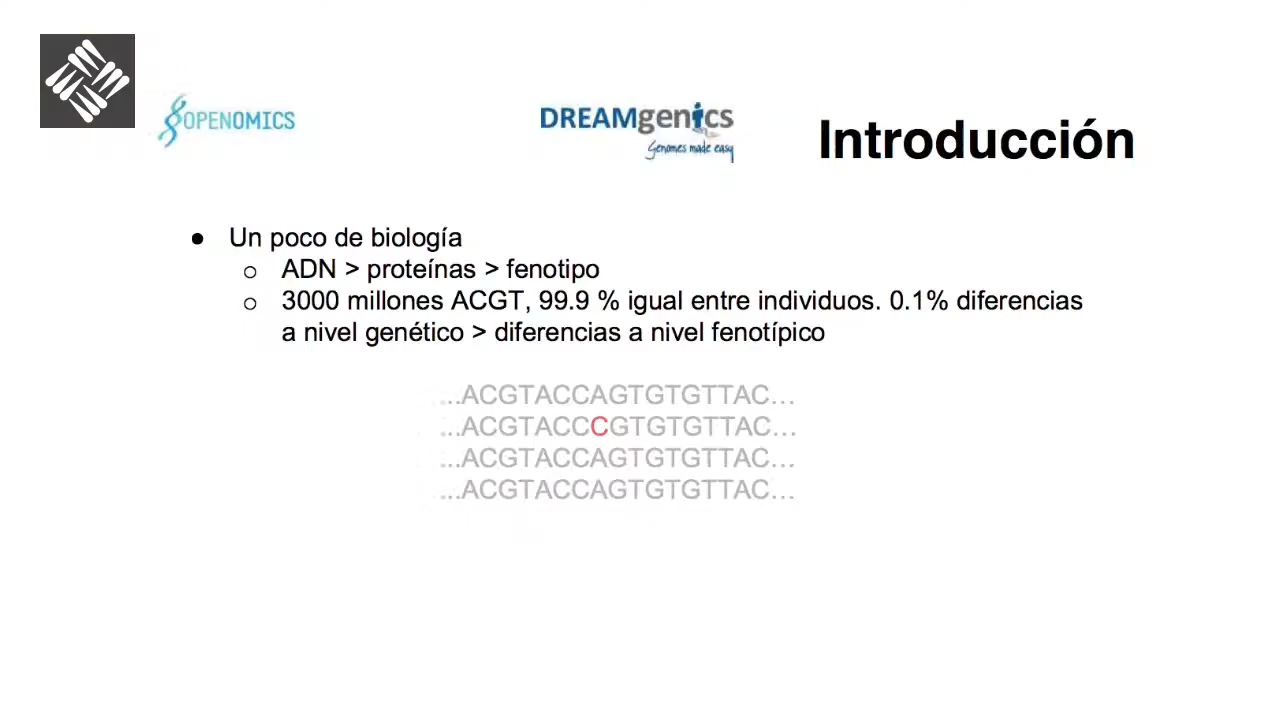 OPENOMICS
DREAMgenics
Genomes made easy
Introducción
● Un poco de biología
○ ADN > proteínas > fenotipo
○ 3000 millones ACGT, 99.9 % igual entre individuos. 0.1% diferencias
a nivel genético > diferencias a nivel fenotípico
...ACGTACCAGTGTGTTAC...
...ACGTACCCGTGTGTTAC...
...ACGTACCAGTGTGTTAC...
...ACGTACCAGTGTGTTAC...